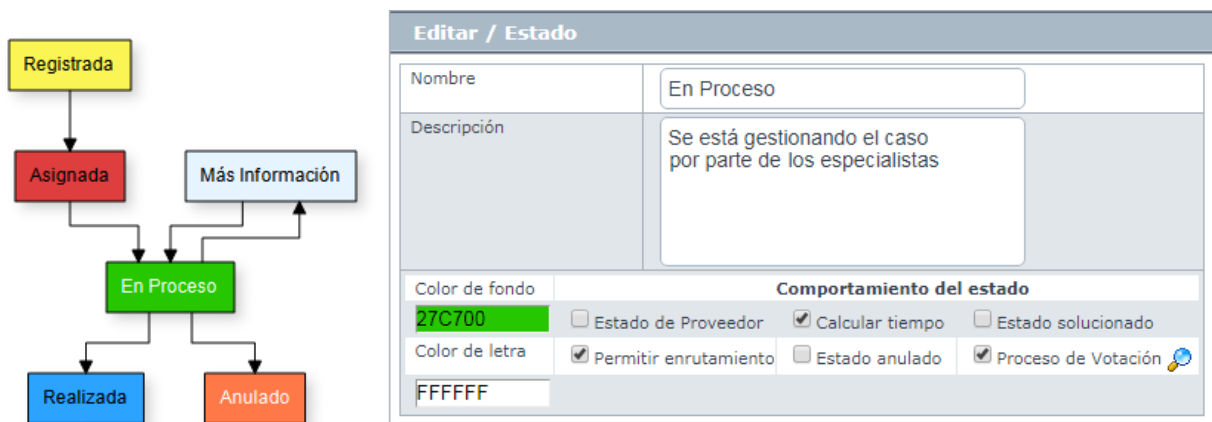 Registrada
Asignada
Más Información
En Proceso
Realizada
Anulado
Editar / Estado
Nombre
En Proceso
Descripción
Se está gestionando el caso
por parte de los especialistas
Color de fondo
Comportamiento del estado
27C700
Estado de Proveedor
Calcular tiempo
Estado solucionado
Color de letra
Permitir enrutamiento
Estado anulado
Proceso de Votación
FFFFFF